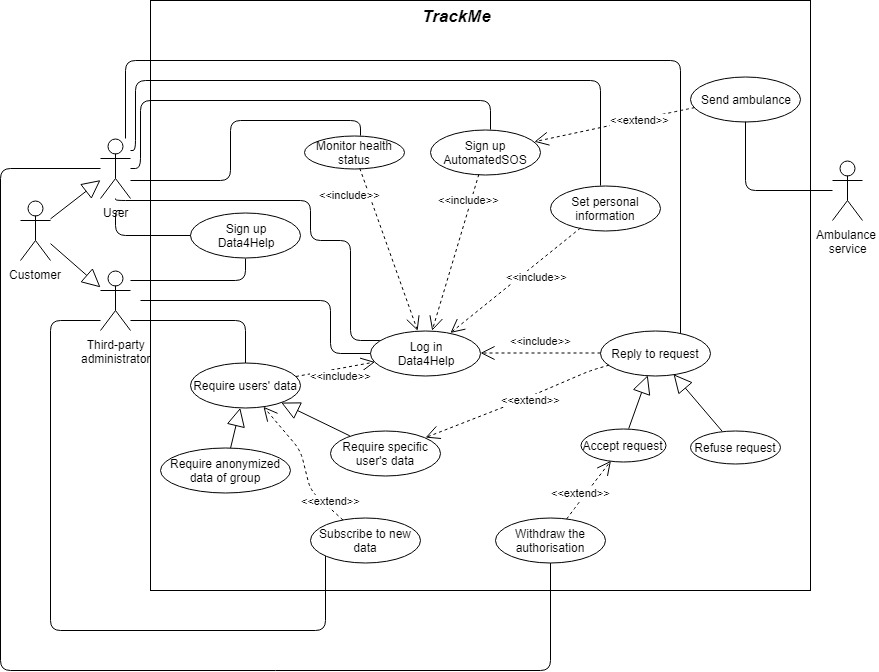 TrackMe
Send ambulance
<<extend>>
Monitor health
status
Sign up
AutomatedSOS
<<include>>
<<include>>
Set personal
information
User
Sign up
Data4Help
Customer
Ambulance
service
<<include>>
Third-party
administrator
Log in
Data4Help
<<include>>
Reply to request
<<include>>
Require users' data
<<extend>>
Require specific
user's data
Accept request
Refuse request
Require anonymized
data of group
<<extend>>
<<extend>>
Subscribe to new
data
Withdraw the
authorisation